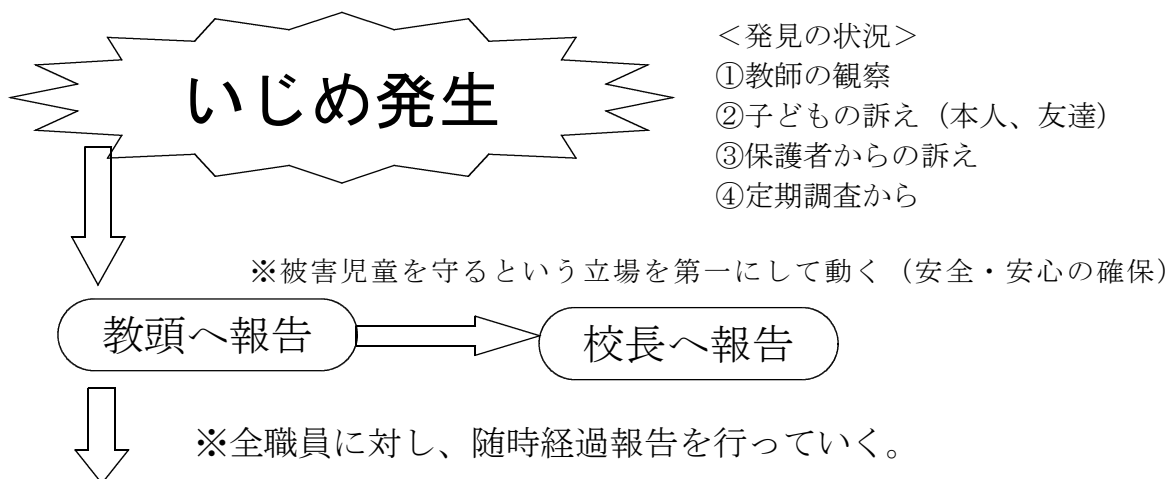 いじめ発生
＜発見の状況＞
①教師の観察
②子どもの訴え（本人、友達）
③保護者からの訴え
④定期調査から
※被害児童を守るという立場を第一にして動く（安全・安心の確保）
教頭へ報告
校長へ報告
※全職員に対し、随時経過報告を行っていく。